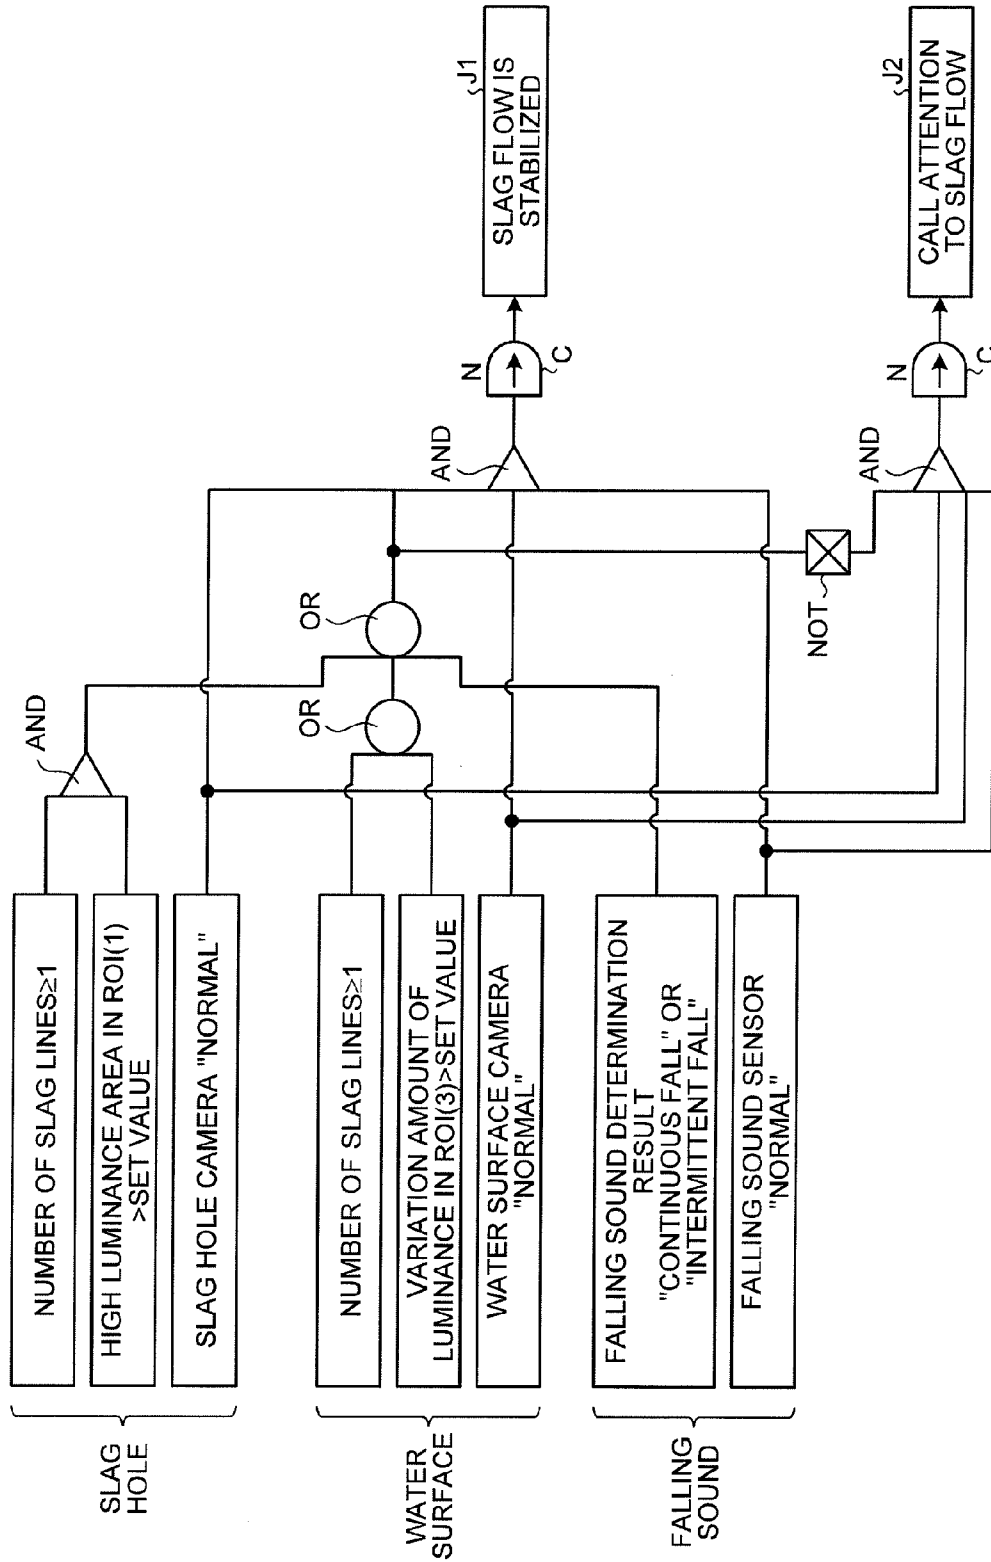 SLAG
HOLE
NUMBER OF SLAG LINES≥1
HIGH LUMINANCE AREA IN ROI(1)
>SET VALUE
SLAG HOLE CAMERA "NORMAL"
WATER
SURFACE
NUMBER OF SLAG LINES≥1
VARIATION AMOUNT OF
LUMINANCE IN ROI(3)>SET VALUE
WATER SURFACE CAMERA
"NORMAL"
FALLING
SOUND
FALLING SOUND DETERMINATION
RESULT
"CONTINUOUS FALL" OR
"INTERMITTENT FALL"
FALLING SOUND SENSOR
"NORMAL"
AND
OR
OR
NOT
AND
N
C
J1
SLAG FLOW IS
STABILIZED
AND
N
C
J2
CALL ATTENTION
TO SLAG FLOW